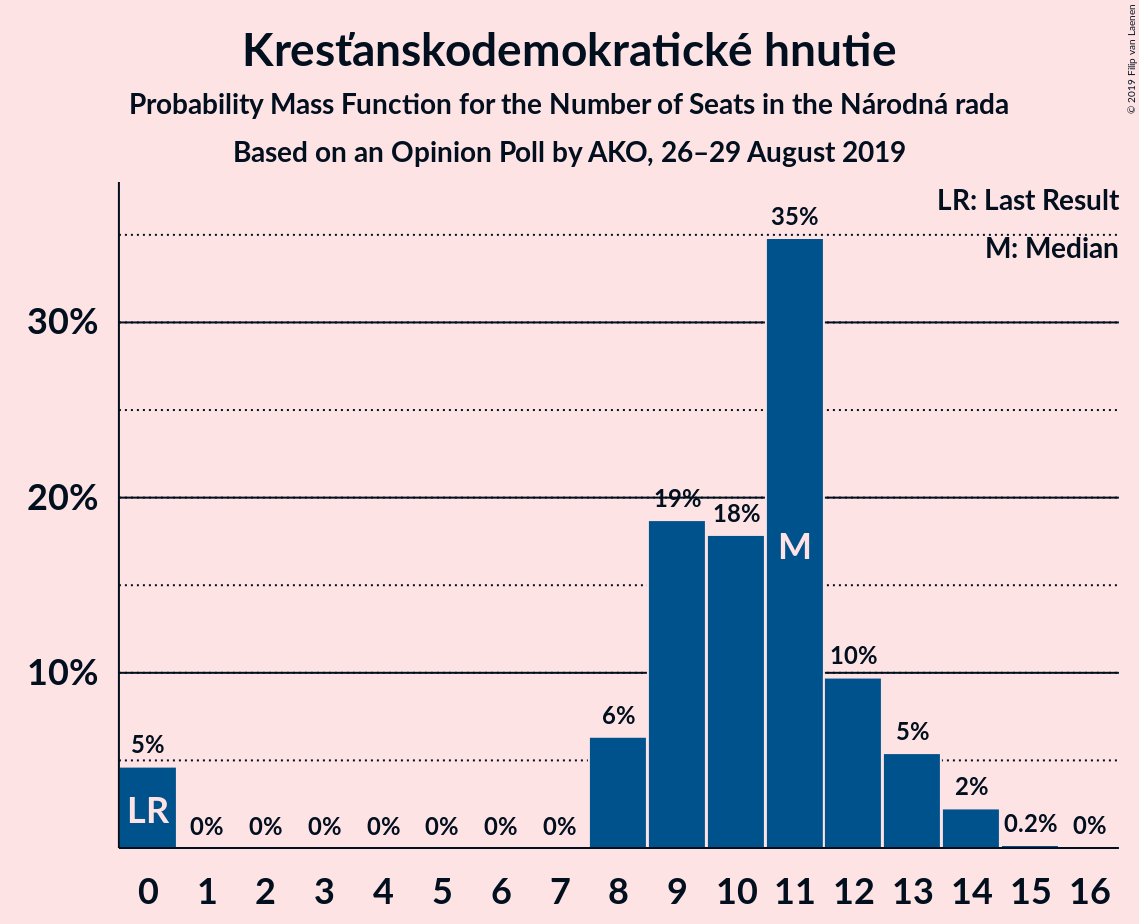 Kresťanskodemokratické hnutie
Probability Mass Function for the Number of Seats in the Národná rada
Based on an Opinion Poll by AKO, 26–29 August 2019
© 2019 Filip van Laenen
LR: Last Result
M: Median
30%
20%
10%
5%
0%
0%
0%
0%
0%
0%
0%
6%
19%
18%
35%
10%
5%
2%
0.2%
0%
LR
M
0 1 2 3 4 5 6 7 8 9 10 11 12 13 14 15 16